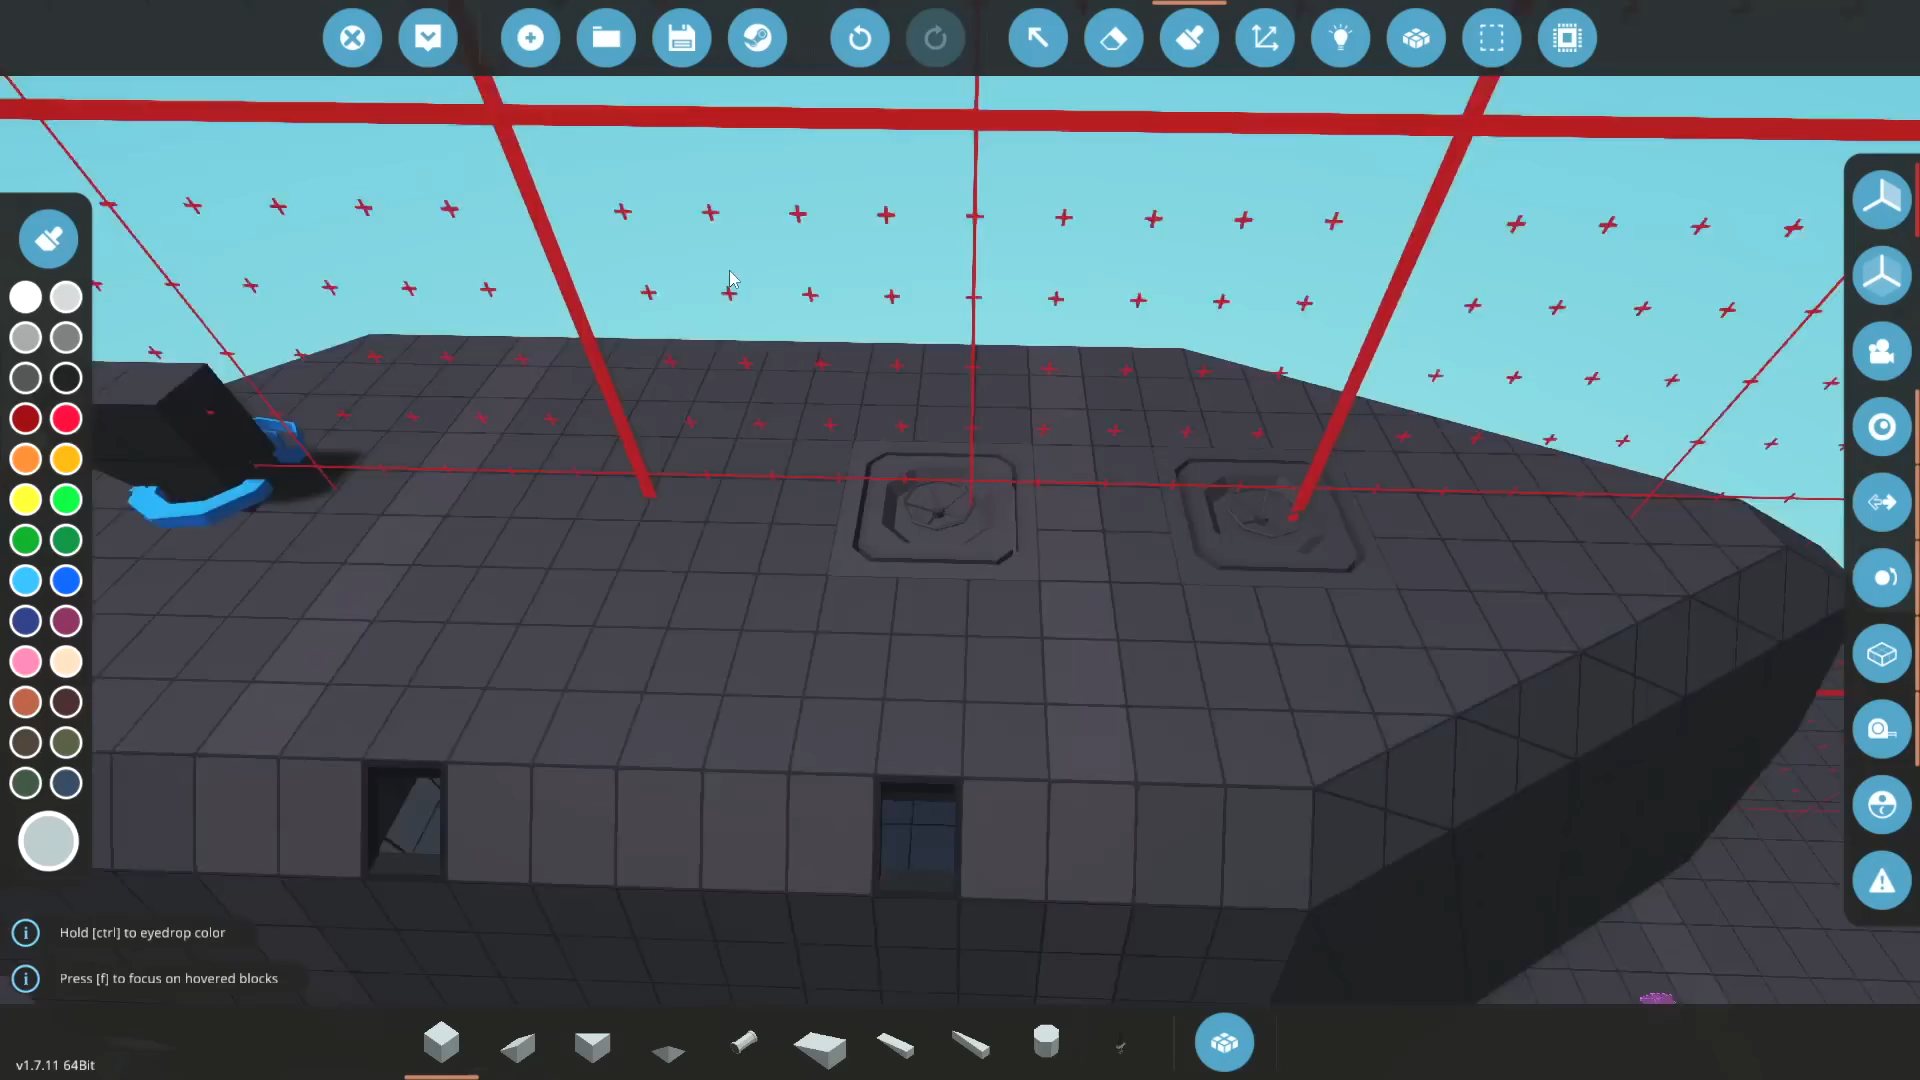 Hold [ctrl] to eyedrop color
Press [f] to focus on hovered blocks
v1.7.11 64Bit